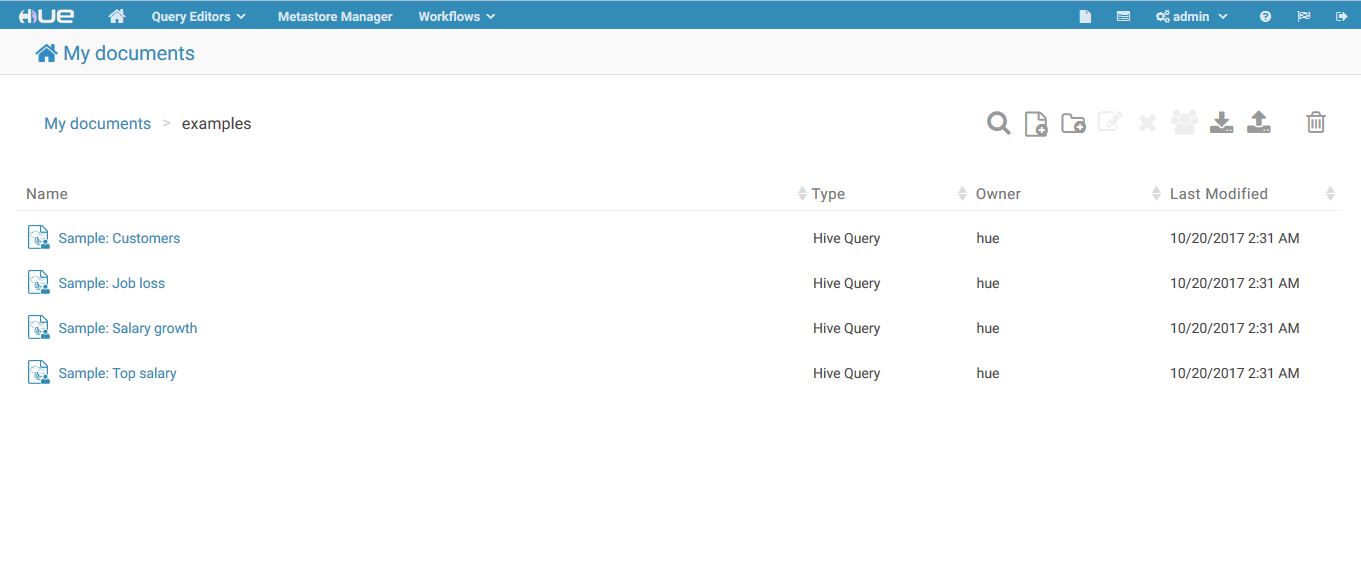 HUE Query Editors Metastore Manager Workflows admin
My documents
My documents > examples
Name Type Owner Last Modified
Sample: Customers Hive Query hue 10/20/2017 2:31 AM
Sample: Job loss Hive Query hue 10/20/2017 2:31 AM
Sample: Salary growth Hive Query hue 10/20/2017 2:31 AM
Sample: Top salary Hive Query hue 10/20/2017 2:31 AM